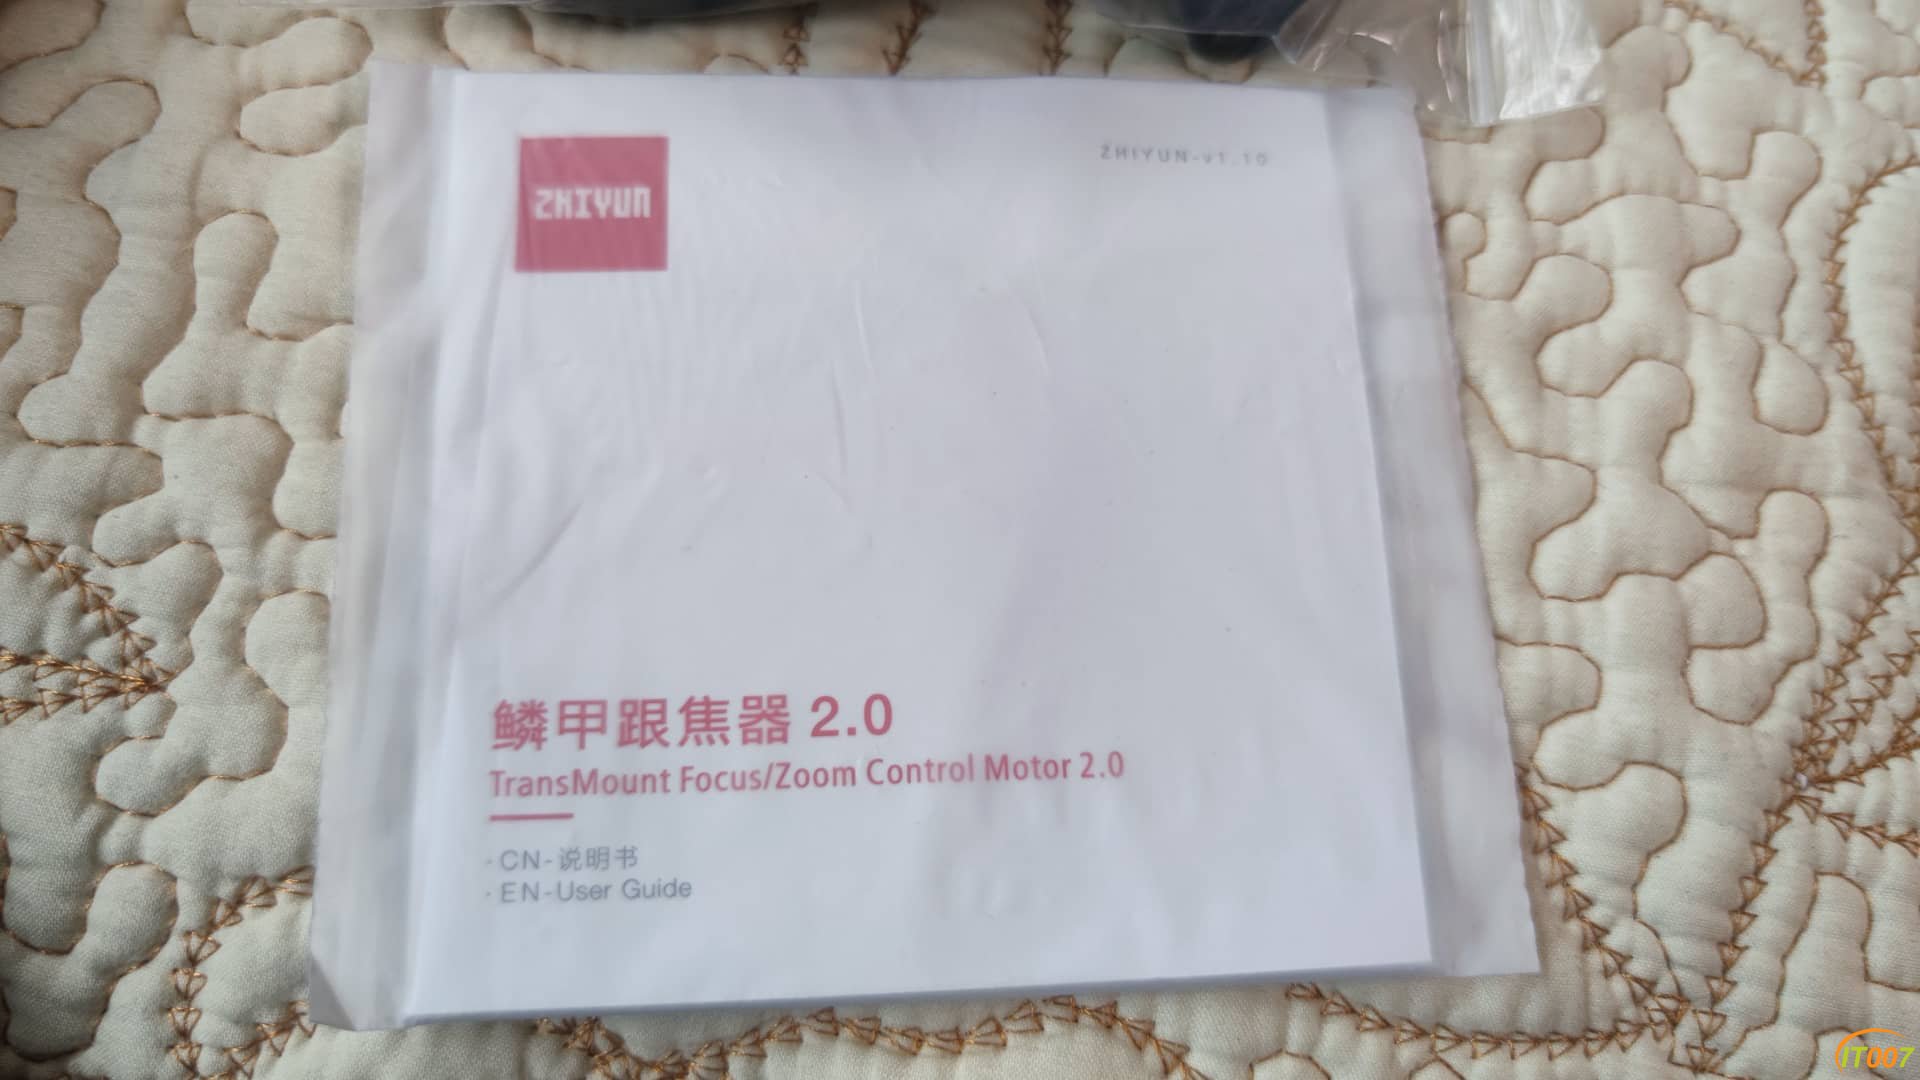 ZHIYUN
ZHIYUN-v1.10
鳞甲跟焦器 2.0
TransMount Focus/Zoom Control Motor 2.0
· CN-说明书
· EN-User Guide
IT007